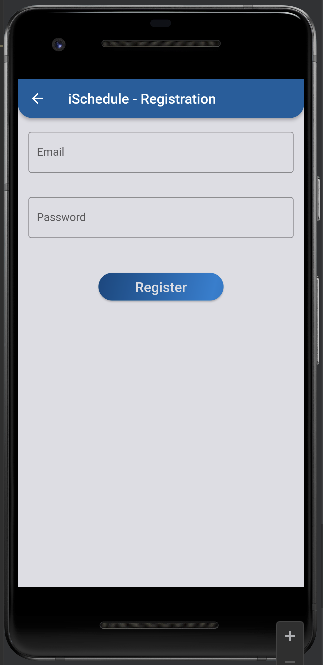 iSchedule - Registration
Email
Password
Register